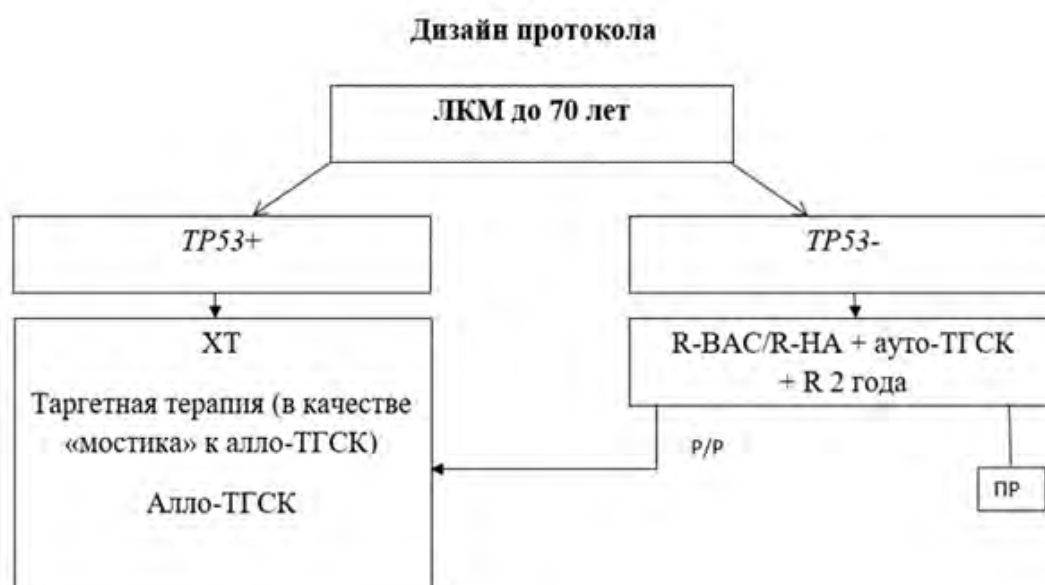 Дизайн протокола
ЛКМ до 70 лет
TP53+
TP53-
ХТ
Таргетная терапия (в качестве
«мостика» к алло-ТГСК)
Алло-ТГСК
R-BAC/R-HA + ауто-ТГСК
+ R 2 года
Р/Р
ПР